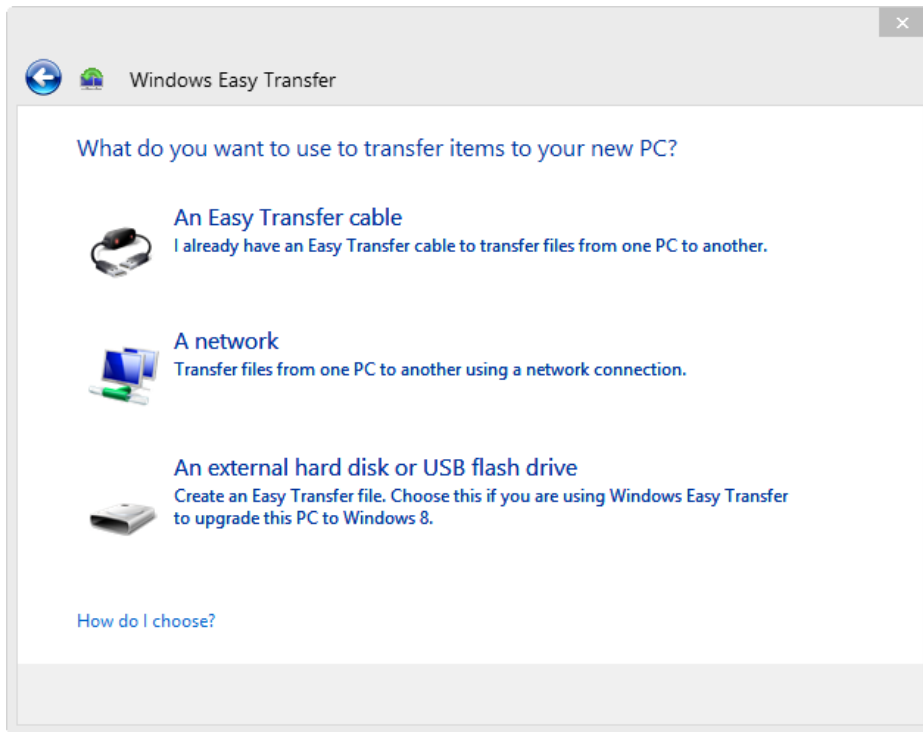 Windows Easy Transfer
What do you want to use to transfer items to your new PC?
An Easy Transfer cable
I already have an Easy Transfer cable to transfer files from one PC to another.
A network
Transfer files from one PC to another using a network connection.
An external hard disk or USB flash drive
Create an Easy Transfer file. Choose this if you are using Windows Easy Transfer
to upgrade this PC to Windows 8.
How do I choose?